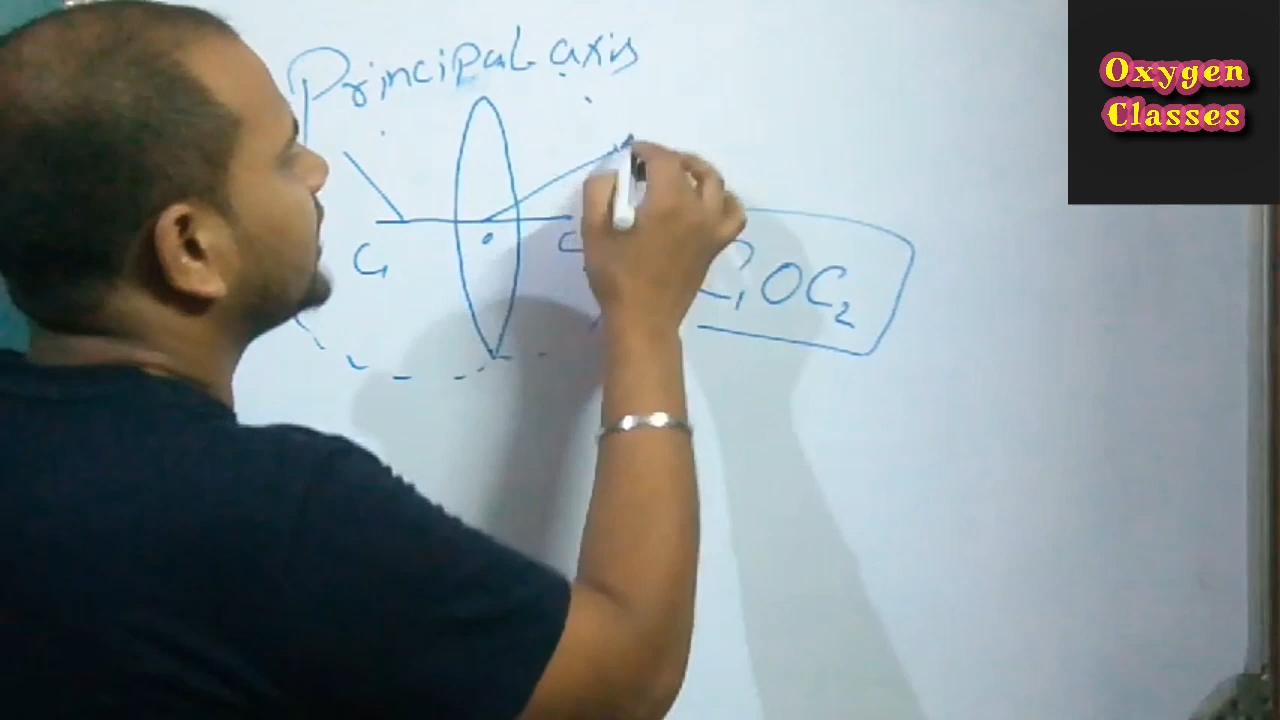 Principal axis
C1
o
C
C1OC2
Oxygen
Classes